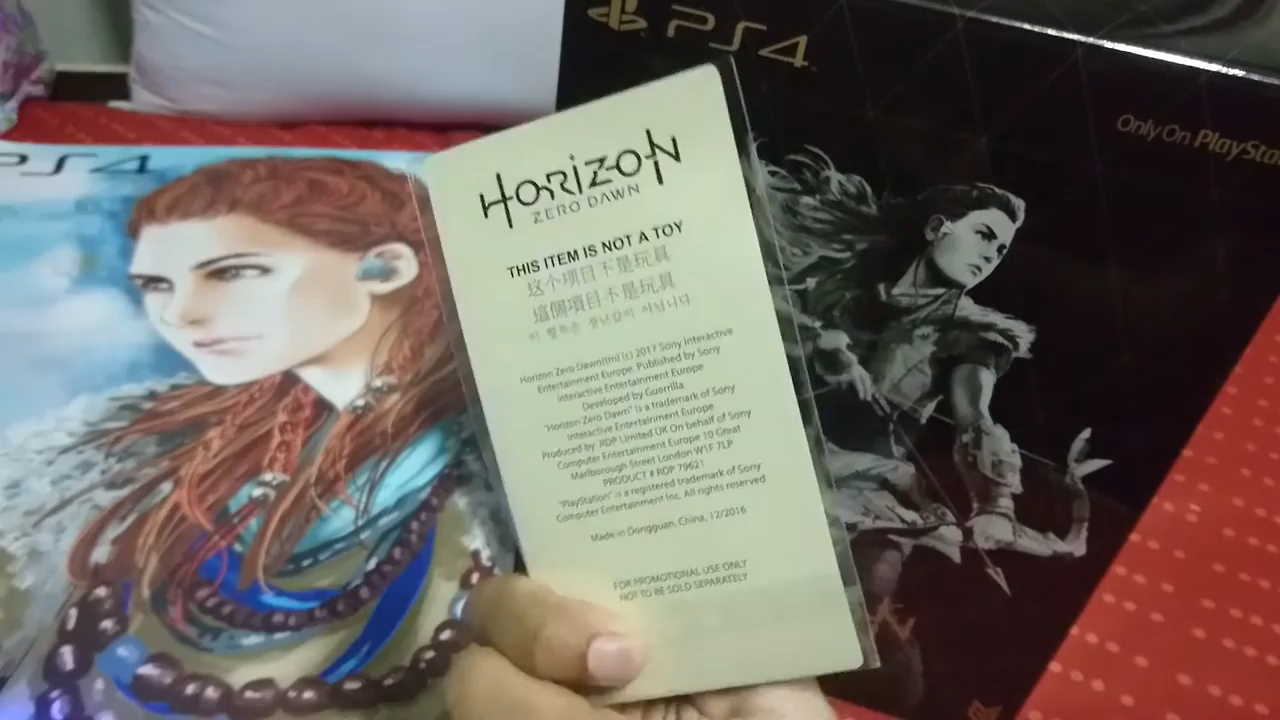 PS4
PS4
Only On PlaySta
HORIZON
ZERO DAWN
THIS ITEM IS NOT A TOY
这个项目不是玩具
這個項目不是玩具
이 항목은 장난감이 아닙니다
Horizon Zero Dawn(tm) (c) 2017 Sony Interactive
Entertainment Europe. Published by Sony
Interactive Entertainment Europe
Developed by Guerrilla.
"Horizon Zero Dawn" is a trademark of Sony
Interactive Entertainment Europe
Produced by: RDP Limited UK On behalf of Sony
Computer Entertainment Europe 10 Great
Marlborough Street London W1F 7LP
PRODUCT # RDP 79621
"PlayStation" is a registered trademark of Sony
Computer Entertainment Inc. All rights reserved
Made in Dongguan, China, 12/2016
FOR PROMOTIONAL USE ONLY
NOT TO BE SOLD SEPARATELY